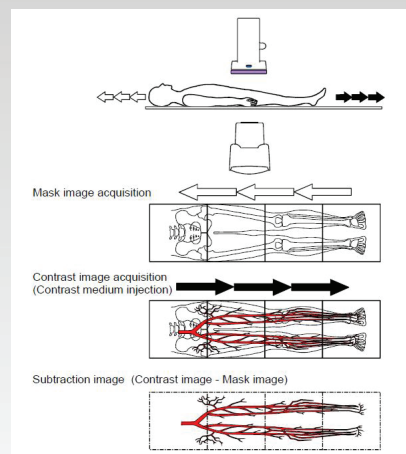 Mask image acquisition
Contrast image acquisition
(Contrast medium injection)
Subtraction image (Contrast image - Mask image)